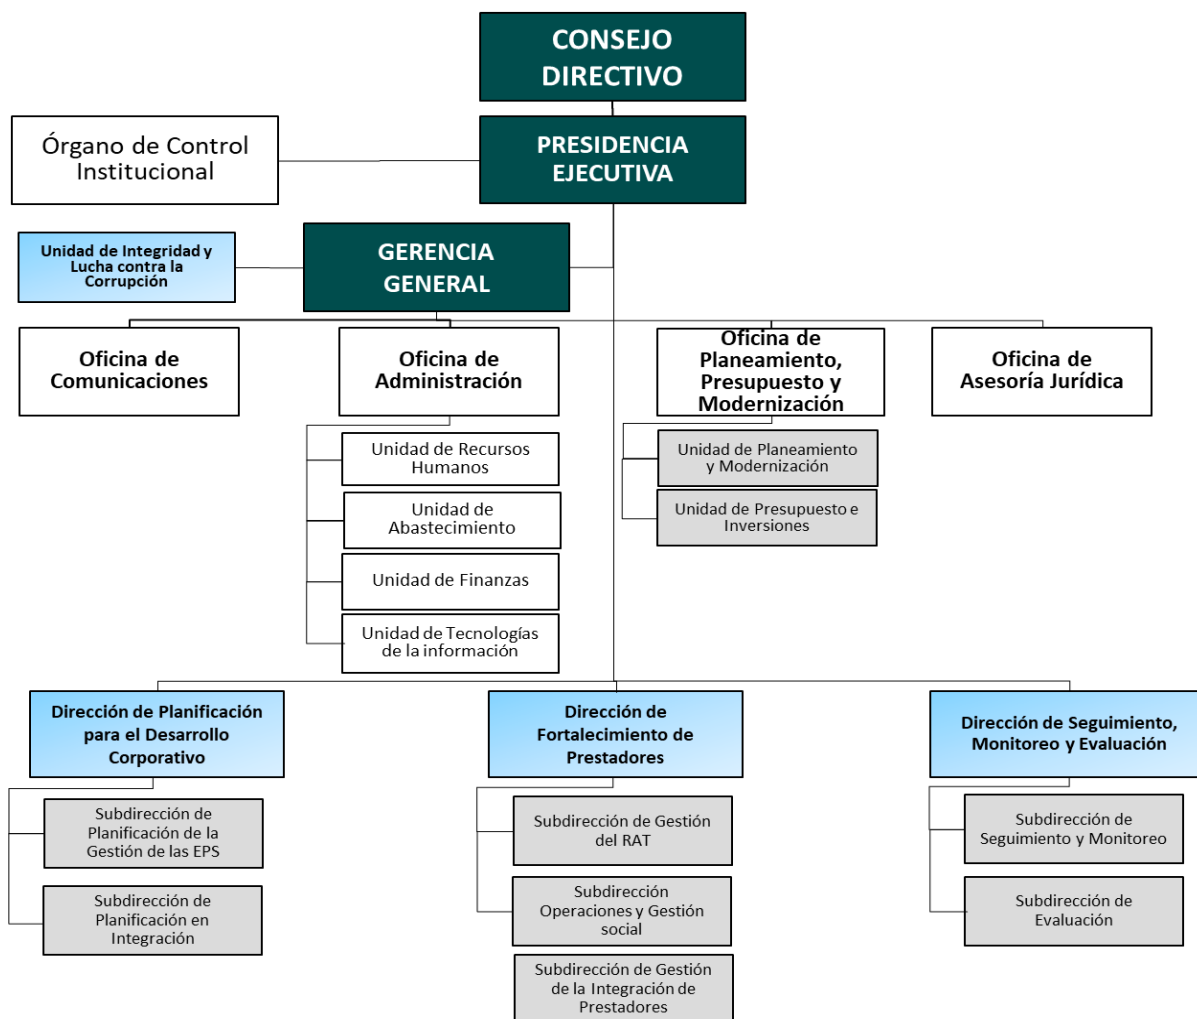 CONSEJO
DIRECTIVO
Órgano de Control
Institucional
PRESIDENCIA
EJECUTIVA
Unidad de Integridad y
Lucha contra la
Corrupción
GERENCIA
GENERAL
Oficina de
Comunicaciones
Oficina de
Administración
Oficina de
Planeamiento,
Presupuesto y
Modernización
Oficina de
Asesoría Jurídica
Unidad de Recursos
Humanos
Unidad de
Abastecimiento
Unidad de Finanzas
Unidad de Tecnologías
de la información
Unidad de Planeamiento
y Modernización
Unidad de Presupuesto e
Inversiones
Dirección de Planificación
para el Desarrollo
Corporativo
Subdirección de
Planificación de la
Gestión de las EPS
Subdirección de
Planificación en
Integración
Dirección de
Fortalecimiento de
Prestadores
Subdirección de Gestión
del RAT
Subdirección
Operaciones y Gestión
social
Subdirección de Gestión
de la Integración de
Prestadores
Dirección de Seguimiento,
Monitoreo y Evaluación
Subdirección de
Seguimiento y Monitoreo
Subdirección de
Evaluación